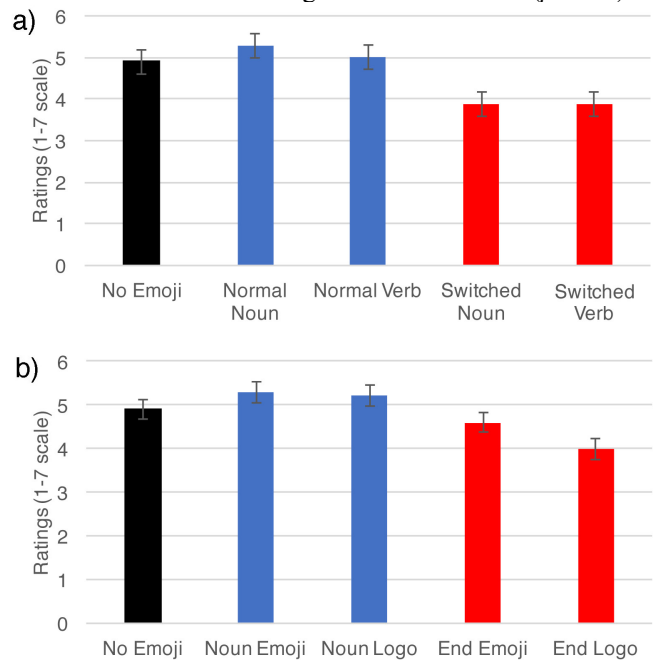 a)
Ratings (1-7 scale)
6
5
4
3
2
1
0
No Emoji
Normal Noun
Normal Verb
Switched Noun
Switched Verb
b)
Ratings (1-7 scale)
6
5
4
3
2
1
0
No Emoji
Noun Emoji
Noun Logo
End Emoji
End Logo